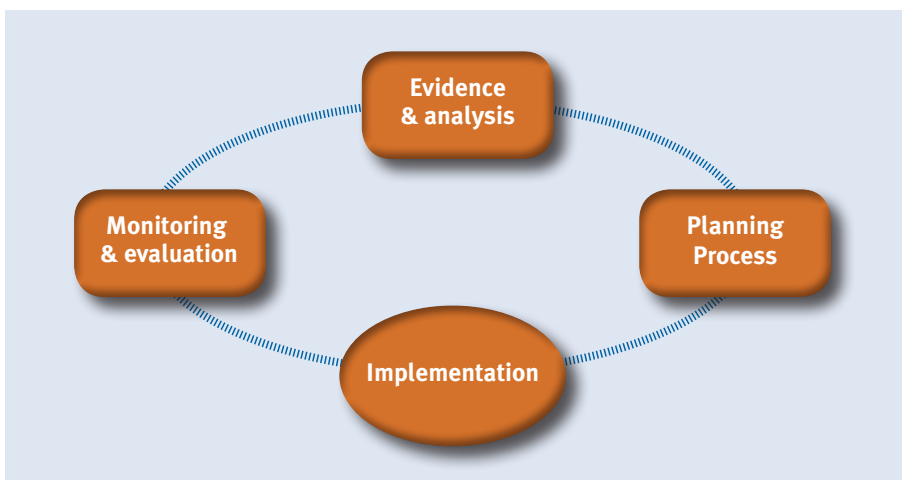 Evidence
& analysis
Monitoring
& evaluation
Planning
Process
Implementation